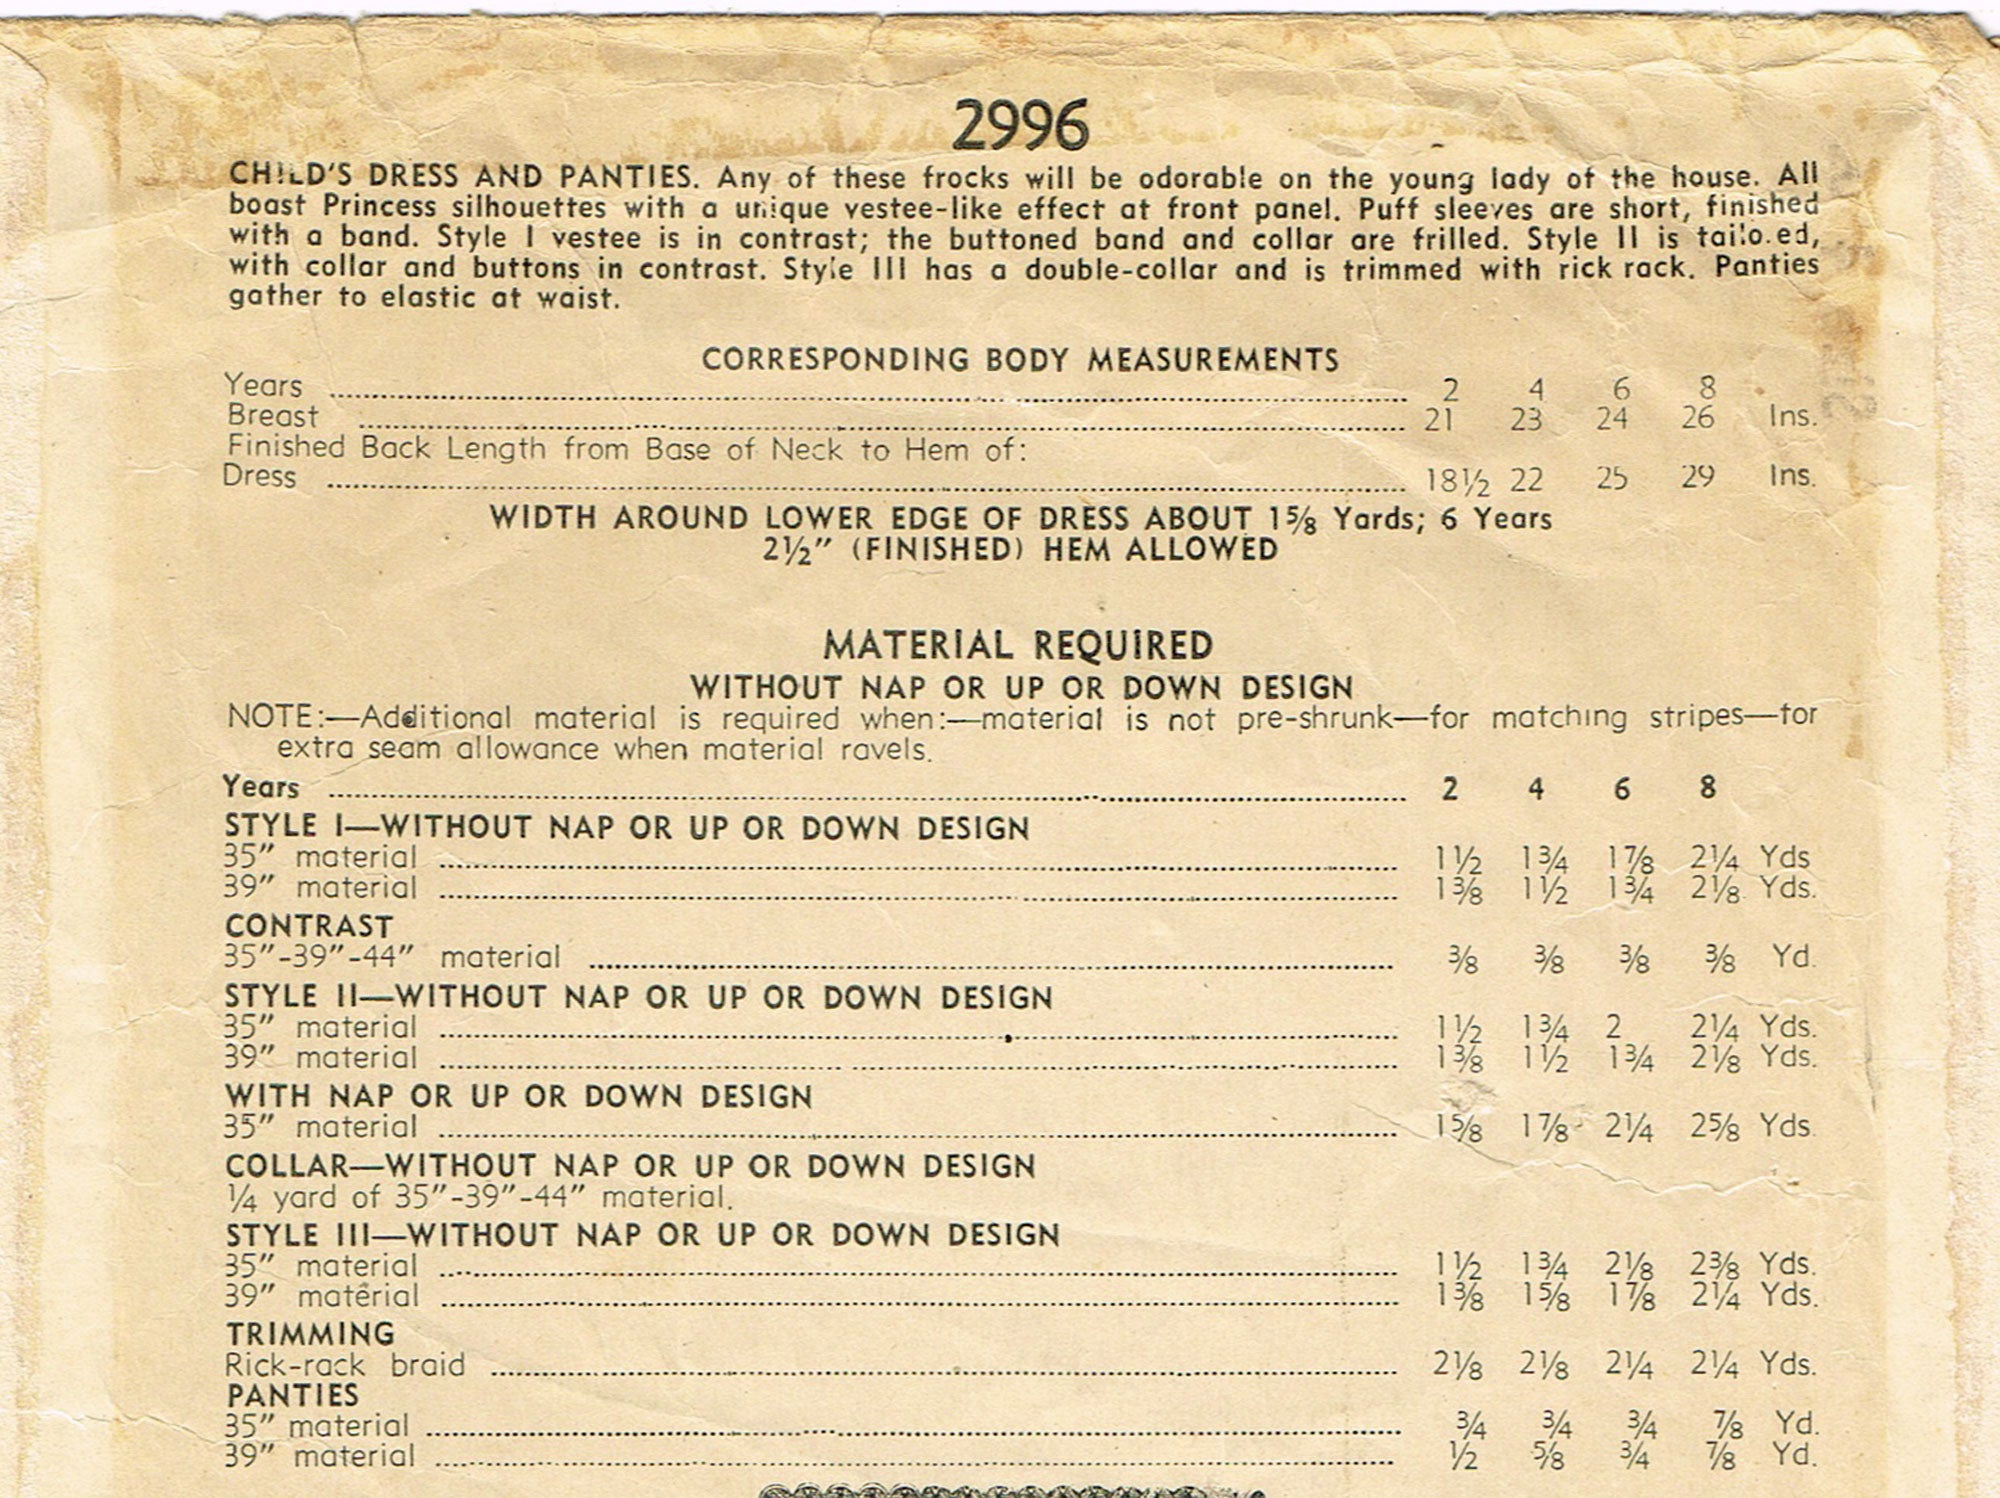 2996
CHILD'S DRESS AND PANTIES. Any of these frocks will be adorable on the young lady of the house. All
boast Princess silhouettes with a unique vestee-like effect at front panel. Puff sleeves are short, finished
with a band. Style I vestee is in contrast; the buttoned band and collar are frilled. Style II is tailored,
with collar and buttons in contrast. Style III has a double-collar and is trimmed with rick rack. Panties
gather to elastic at waist.
CORRESPONDING BODY MEASUREMENTS
Years 2 4 6 8
Breast 21 23 24 26 Ins.
Finished Back Length from Base of Neck to Hem of:
Dress 18½ 22 25 29 Ins.
WIDTH AROUND LOWER EDGE OF DRESS ABOUT 1⅝ Yards; 6 Years
2½" (FINISHED) HEM ALLOWED
MATERIAL REQUIRED
WITHOUT NAP OR UP OR DOWN DESIGN
NOTE:—Additional material is required when:—material is not pre-shrunk—for matching stripes—for
extra seam allowance when material ravels.
Years 2 4 6 8
STYLE I—WITHOUT NAP OR UP OR DOWN DESIGN
35" material 1½ 1¾ 1⅞ 2¼ Yds
39" material 1⅜ 1½ 1¾ 2⅛ Yds.
CONTRAST
35"-39"-44" material ⅜ ⅜ ⅜ ⅜ Yd.
STYLE II—WITHOUT NAP OR UP OR DOWN DESIGN
35" material 1½ 1¾ 2 2¼ Yds.
39" material 1⅜ 1½ 1¾ 2⅛ Yds.
WITH NAP OR UP OR DOWN DESIGN
35" material 1⅝ 1⅞ 2¼ 2⅝ Yds.
COLLAR—WITHOUT NAP OR UP OR DOWN DESIGN
¼ yard of 35"-39"-44" material.
STYLE III—WITHOUT NAP OR UP OR DOWN DESIGN
35" material 1½ 1¾ 2⅛ 2⅜ Yds.
39" material 1⅜ 1⅝ 1⅞ 2¼ Yds.
TRIMMING
Rick-rack braid 2⅛ 2⅛ 2¼ 2¼ Yds.
PANTIES
35" material ¾ ¾ ¾ ⅞ Yd.
39" material ½ ⅝ ¾ ⅞ Yd.